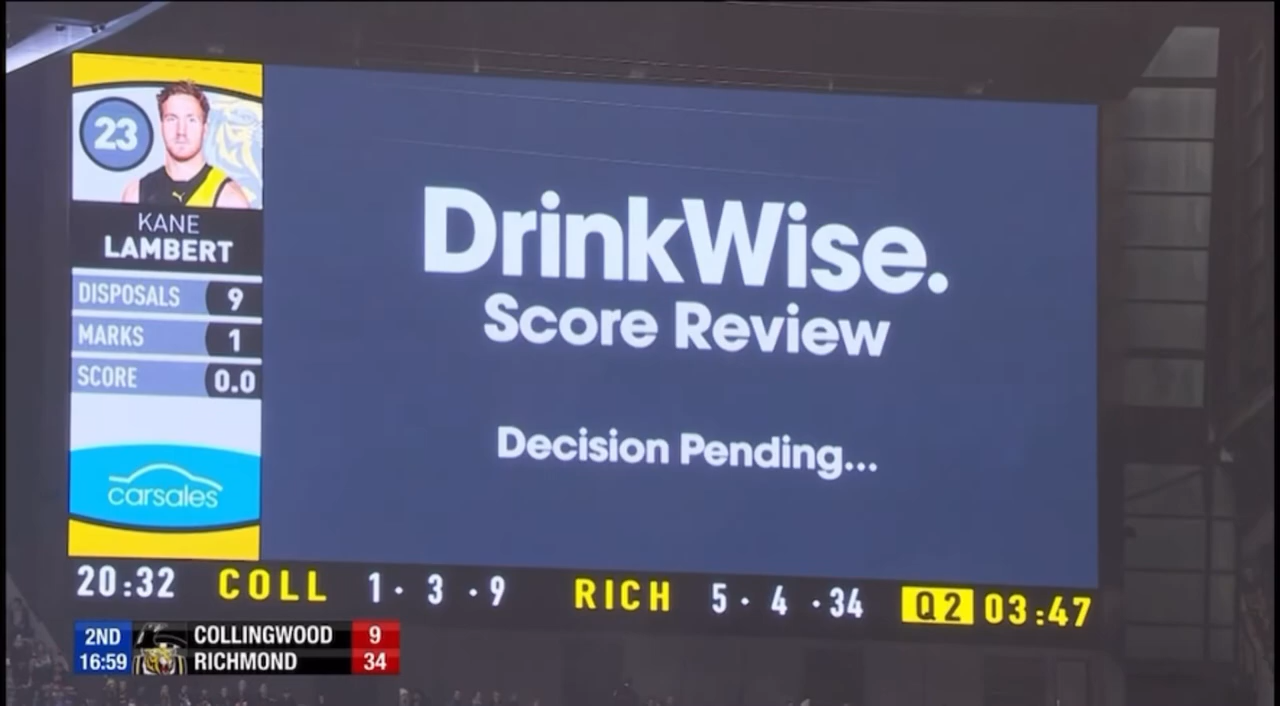 23
KANE
LAMBERT
DISPOSALS 9
MARKS 1
SCORE 0.0
carsales
DrinkWise.
Score Review
Decision Pending...
20:32 COLL 1· 3 ·9 RICH 5· 4 ·34 Q2 03:47
2ND COLLINGWOOD 9
16:59 RICHMOND 34